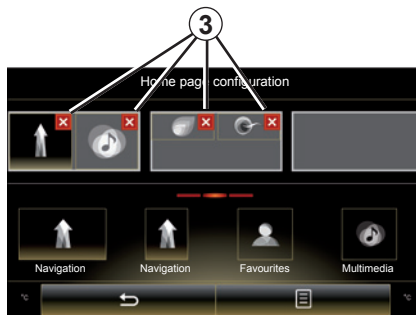 3
Home page configuration
Navigation
Navigation
Favourites
Multimedia
°C
°C